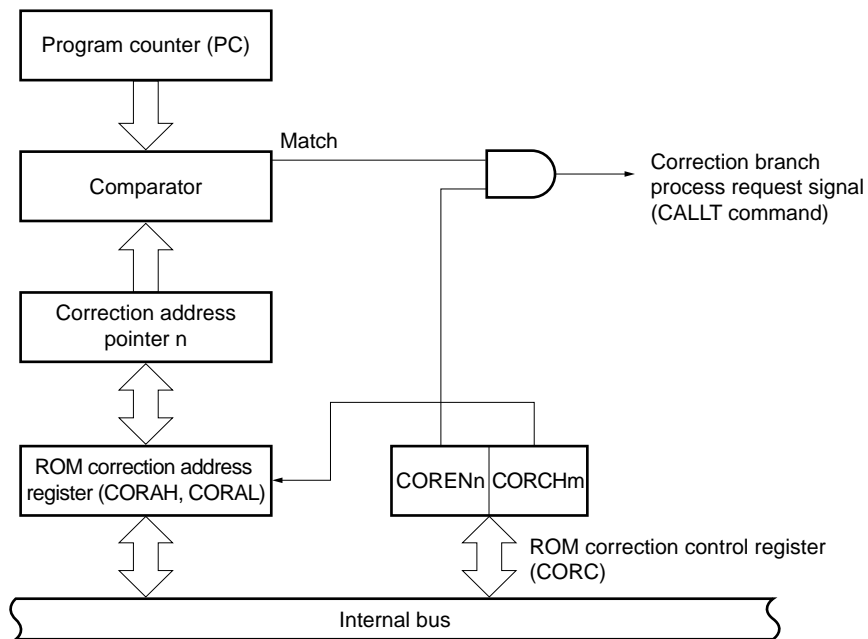 Program counter (PC)
Match
Comparator
Correction branch
process request signal
(CALLT command)
Correction address
pointer n
ROM correction address
register (CORAH, CORAL)
CORENn
CORCHm
ROM correction control register
(CORC)
Internal bus